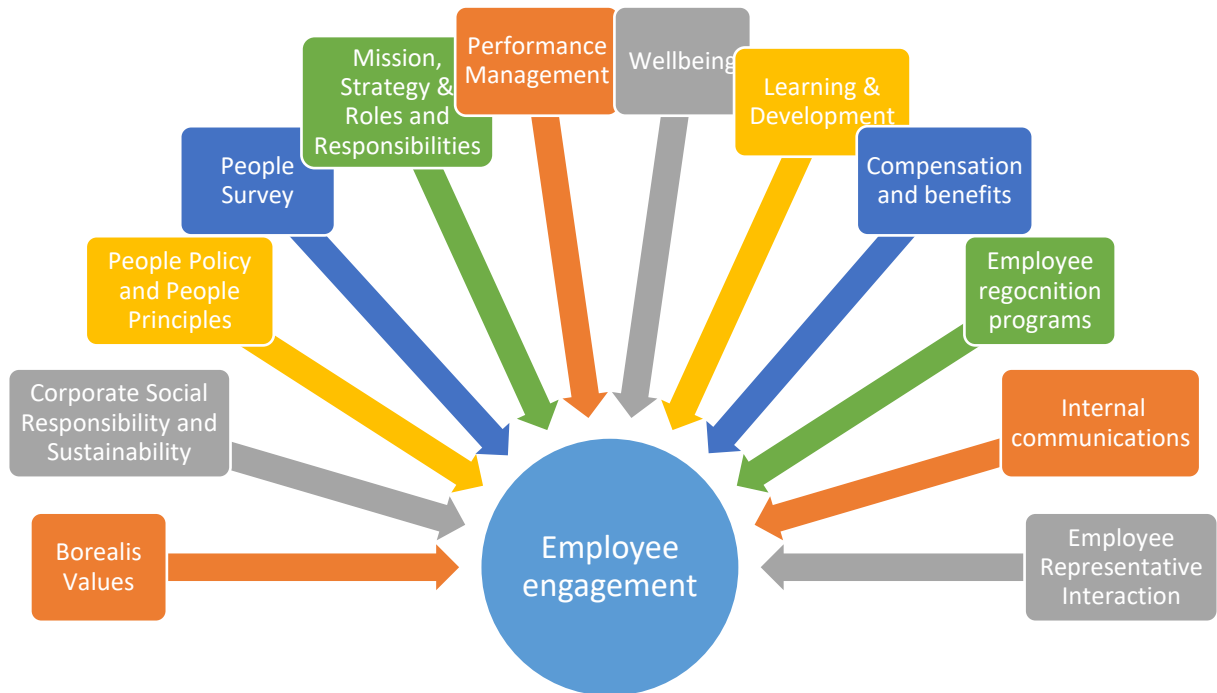 Performance
Management
Wellbeing
Mission,
Strategy &
Roles and
Responsibilities
Learning &
Development
People
Survey
Compensation
and benefits
People Policy
and People
Principles
Employee
regocnition
programs
Corporate Social
Responsibility and
Sustainability
Internal
communications
Borealis
Values
Employee
engagement
Employee
Representative
Interaction